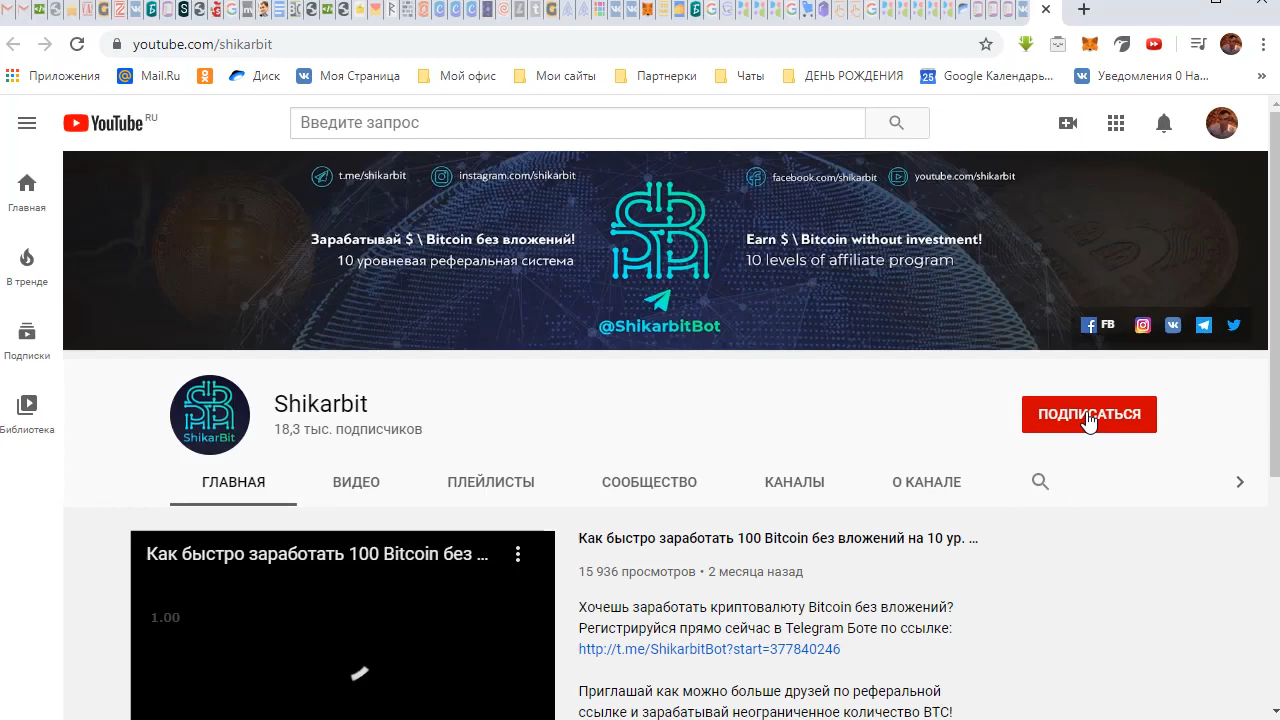 youtube.com/shikarbit
Приложения
Mail.Ru
Диск
Моя Страница
Мой офис
Мои сайты
Партнерки
Чаты
ДЕНЬ РОЖДЕНИЯ
25
Google Календарь...
Уведомления 0 На...
YouTube RU
Введите запрос
Главная
В тренде
Подписки
Библиотека
t.me/shikarbit
instagram.com/shikarbit
facebook.com/shikarbit
youtube.com/shikarbit
Зарабатывай $ \ Bitcoin без вложений!
10 уровневая реферальная система
Earn $ \ Bitcoin without investment!
10 levels of affiliate program
@ShikarbitBot
FB
ShikarBit
Shikarbit
18,3 тыс. подписчиков
ПОДПИСАТЬСЯ
ГЛАВНАЯ
ВИДЕО
ПЛЕЙЛИСТЫ
СООБЩЕСТВО
КАНАЛЫ
О КАНАЛЕ
Как быстро заработать 100 Bitcoin без ...
1.00
Как быстро заработать 100 Bitcoin без вложений на 10 ур. ...
15 936 просмотров • 2 месяца назад
Хочешь заработать криптовалюту Bitcoin без вложений?
Регистрируйся прямо сейчас в Telegram Боте по ссылке:
http://t.me/ShikarbitBot?start=377840246
Приглашай как можно больше друзей по реферальной
ссылке и зарабатывай неограниченное количество BTC!